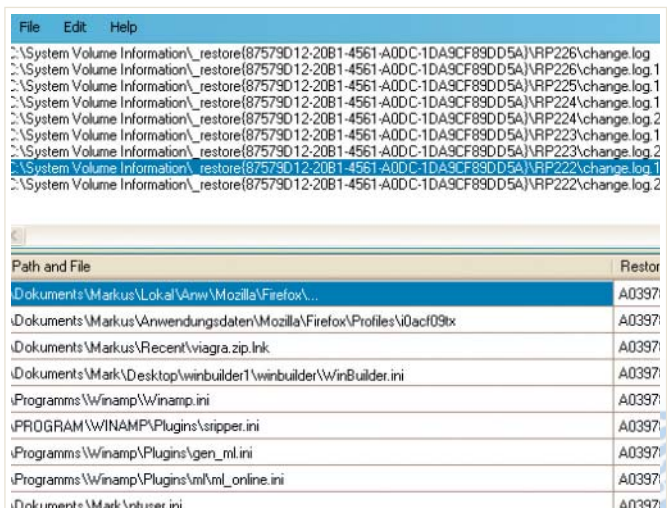 File Edit Help
:\System Volume Information\_restore{87579D12-20B1-4561-A0DC-1DA9CF89DD5A}\RP226\change.log
:\System Volume Information\_restore{87579D12-20B1-4561-A0DC-1DA9CF89DD5A}\RP226\change.log.1
:\System Volume Information\_restore{87579D12-20B1-4561-A0DC-1DA9CF89DD5A}\RP225\change.log.1
:\System Volume Information\_restore{87579D12-20B1-4561-A0DC-1DA9CF89DD5A}\RP224\change.log.1
:\System Volume Information\_restore{87579D12-20B1-4561-A0DC-1DA9CF89DD5A}\RP224\change.log.2
:\System Volume Information\_restore{87579D12-20B1-4561-A0DC-1DA9CF89DD5A}\RP223\change.log.1
:\System Volume Information\_restore{87579D12-20B1-4561-A0DC-1DA9CF89DD5A}\RP223\change.log.2
:\System Volume Information\_restore{87579D12-20B1-4561-A0DC-1DA9CF89DD5A}\RP222\change.log.1
:\System Volume Information\_restore{87579D12-20B1-4561-A0DC-1DA9CF89DD5A}\RP222\change.log.2
Path and File Restor
\Dokuments\Markus\Lokal\Anw\Mozilla\Firefox\... A0397
\Dokuments\Markus\Anwendungsdaten\Mozilla\Firefox\Profiles\i0acf09tx A0397
\Dokuments\Markus\Recent\viagra.zip.lnk A0397
\Dokuments\Mark\Desktop\winbuilder1\winbuilder\WinBuilder.ini A0397
\Programms\Winamp\Winamp.ini A0397
\PROGRAM\WINAMP\Plugins\sripper.ini A0397
\Programms\Winamp\Plugins\gen_ml.ini A0397
\Programms\Winamp\Plugins\ml\ml_online.ini A0397
\Dokuments\Mark\ntuser.ini A0397